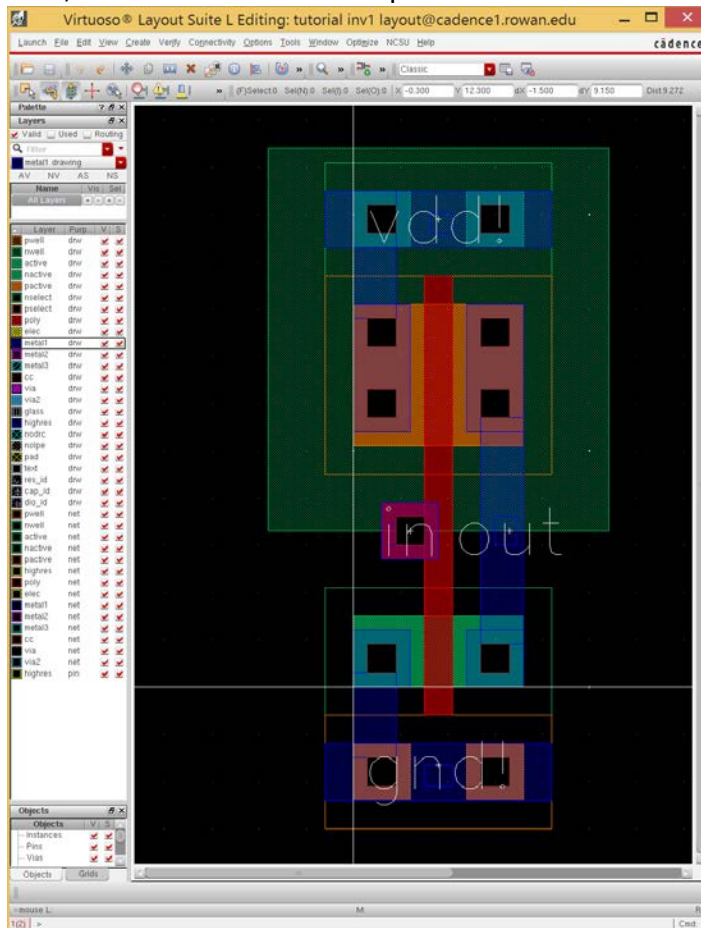 Virtuoso® Layout Suite L Editing: tutorial inv1 layout@cadence1.rowan.edu
Launch File Edit View Create Verify Connectivity Options Tools Window Optimize NCSU Help
cādence
Classic
(F)Select:0 Sel(N):0 Sel(I):0 Sel(O):0 X -0.300 Y 12.300 dX -1.500 dY 9.150 Dist:9.272
Palette
Layers
Valid Used Routing
Filter
metal1 drawing
AV NV AS NS
Name Vis Sel
All Layers
Layer Purp V S
pwell drw
nwell drw
active drw
nactive drw
pactive drw
nselect drw
pselect drw
poly drw
elec drw
metal1 drw
metal2 drw
metal3 drw
cc drw
via drw
via2 drw
glass drw
highres drw
nodrc drw
nolpe drw
pad drw
text drw
res_id drw
cap_id drw
dio_id drw
pwell net
nwell net
active net
nactive net
pactive net
highres net
poly net
elec net
metal1 net
metal2 net
metal3 net
cc net
via net
via2 net
highres pin
vdd!
in out
gnd!
Objects
Objects V S
Instances
Pins
Vias
Objects Grids
mouse L: M: R
1(2) > Cmd: